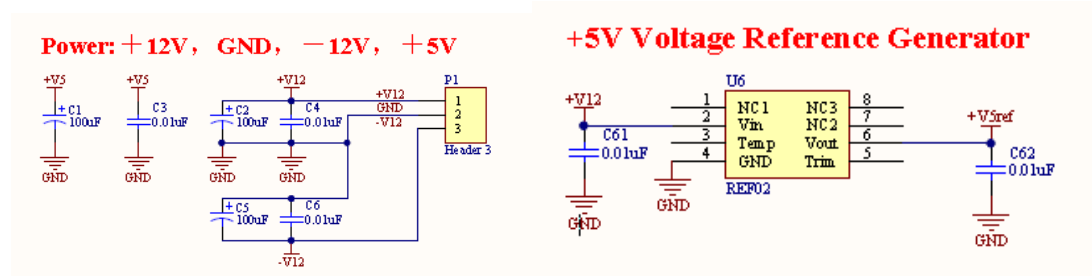 Power: ＋12V， GND， －12V， ＋5V
+V5
+
C1
100uF
GND
+V5
C3
0.01uF
GND
+V12
+
C2
100uF
GND
C4
0.01uF
GND
+V12
GND
-V12
P1
1
2
3
Header 3
+
C5
100uF
C6
0.01uF
-V12
+5V Voltage Reference Generator
+V12
C61
0.01uF
GND
GND
U6
1 NC1 NC3 8
2 Vin NC2 7
3 Temp Vout 6
4 GND Trim 5
REF02
+V5ref
C62
0.01uF
GND